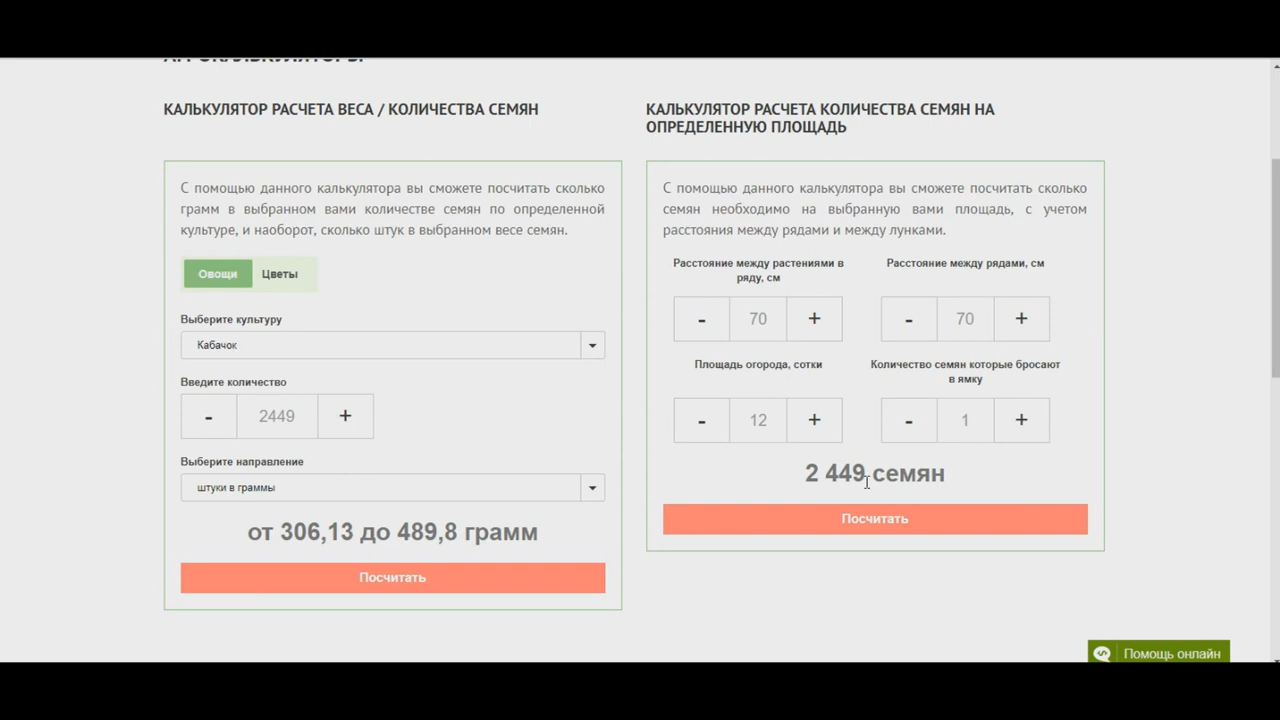 КАЛЬКУЛЯТОР РАСЧЕТА ВЕСА / КОЛИЧЕСТВА СЕМЯН
С помощью данного калькулятора вы сможете посчитать сколько
грамм в выбранном вами количестве семян по определенной
культуре, и наоборот, сколько штук в выбранном весе семян.
Овощи Цветы
Выберите культуру
Кабачок
Введите количество
- 2449 +
Выберите направление
штуки в граммы
от 306,13 до 489,8 грамм
Посчитать
КАЛЬКУЛЯТОР РАСЧЕТА КОЛИЧЕСТВА СЕМЯН НА
ОПРЕДЕЛЕННУЮ ПЛОЩАДЬ
С помощью данного калькулятора вы сможете посчитать сколько
семян необходимо на выбранную вами площадь, с учетом
расстояния между рядами и между лунками.
Расстояние между растениями в
ряду, см
- 70 +
Расстояние между рядами, см
- 70 +
Площадь огорода, сотки
- 12 +
Количество семян которые бросают
в ямку
- 1 +
2 449 семян
Посчитать
Помощь онлайн